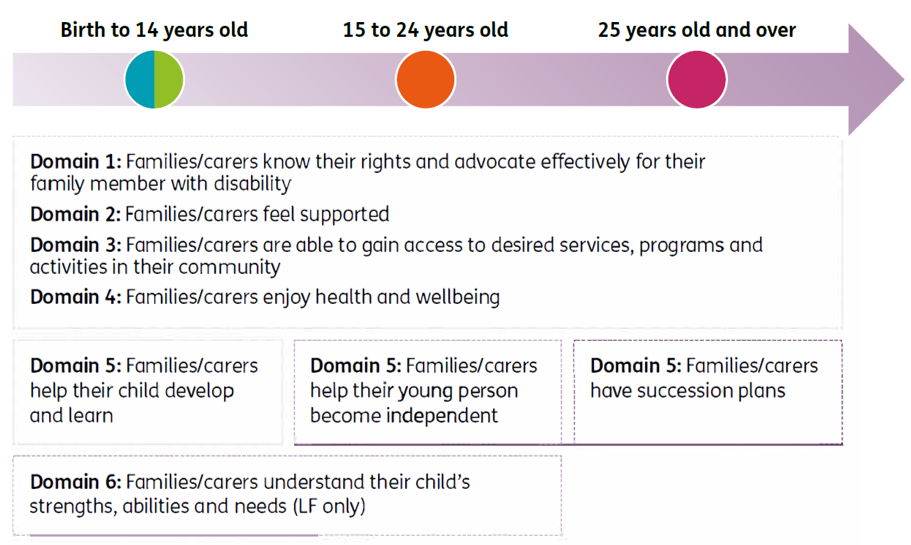 Birth to 14 years old
15 to 24 years old
25 years old and over
Domain 1: Families/carers know their rights and advocate effectively for their
family member with disability
Domain 2: Families/carers feel supported
Domain 3: Families/carers are able to gain access to desired services, programs and
activities in their community
Domain 4: Families/carers enjoy health and wellbeing
Domain 5: Families/carers
help their child develop
and learn
Domain 5: Families/carers
help their young person
become independent
Domain 5: Families/carers
have succession plans
Domain 6: Families/carers understand their child's
strengths, abilities and needs (LF only)